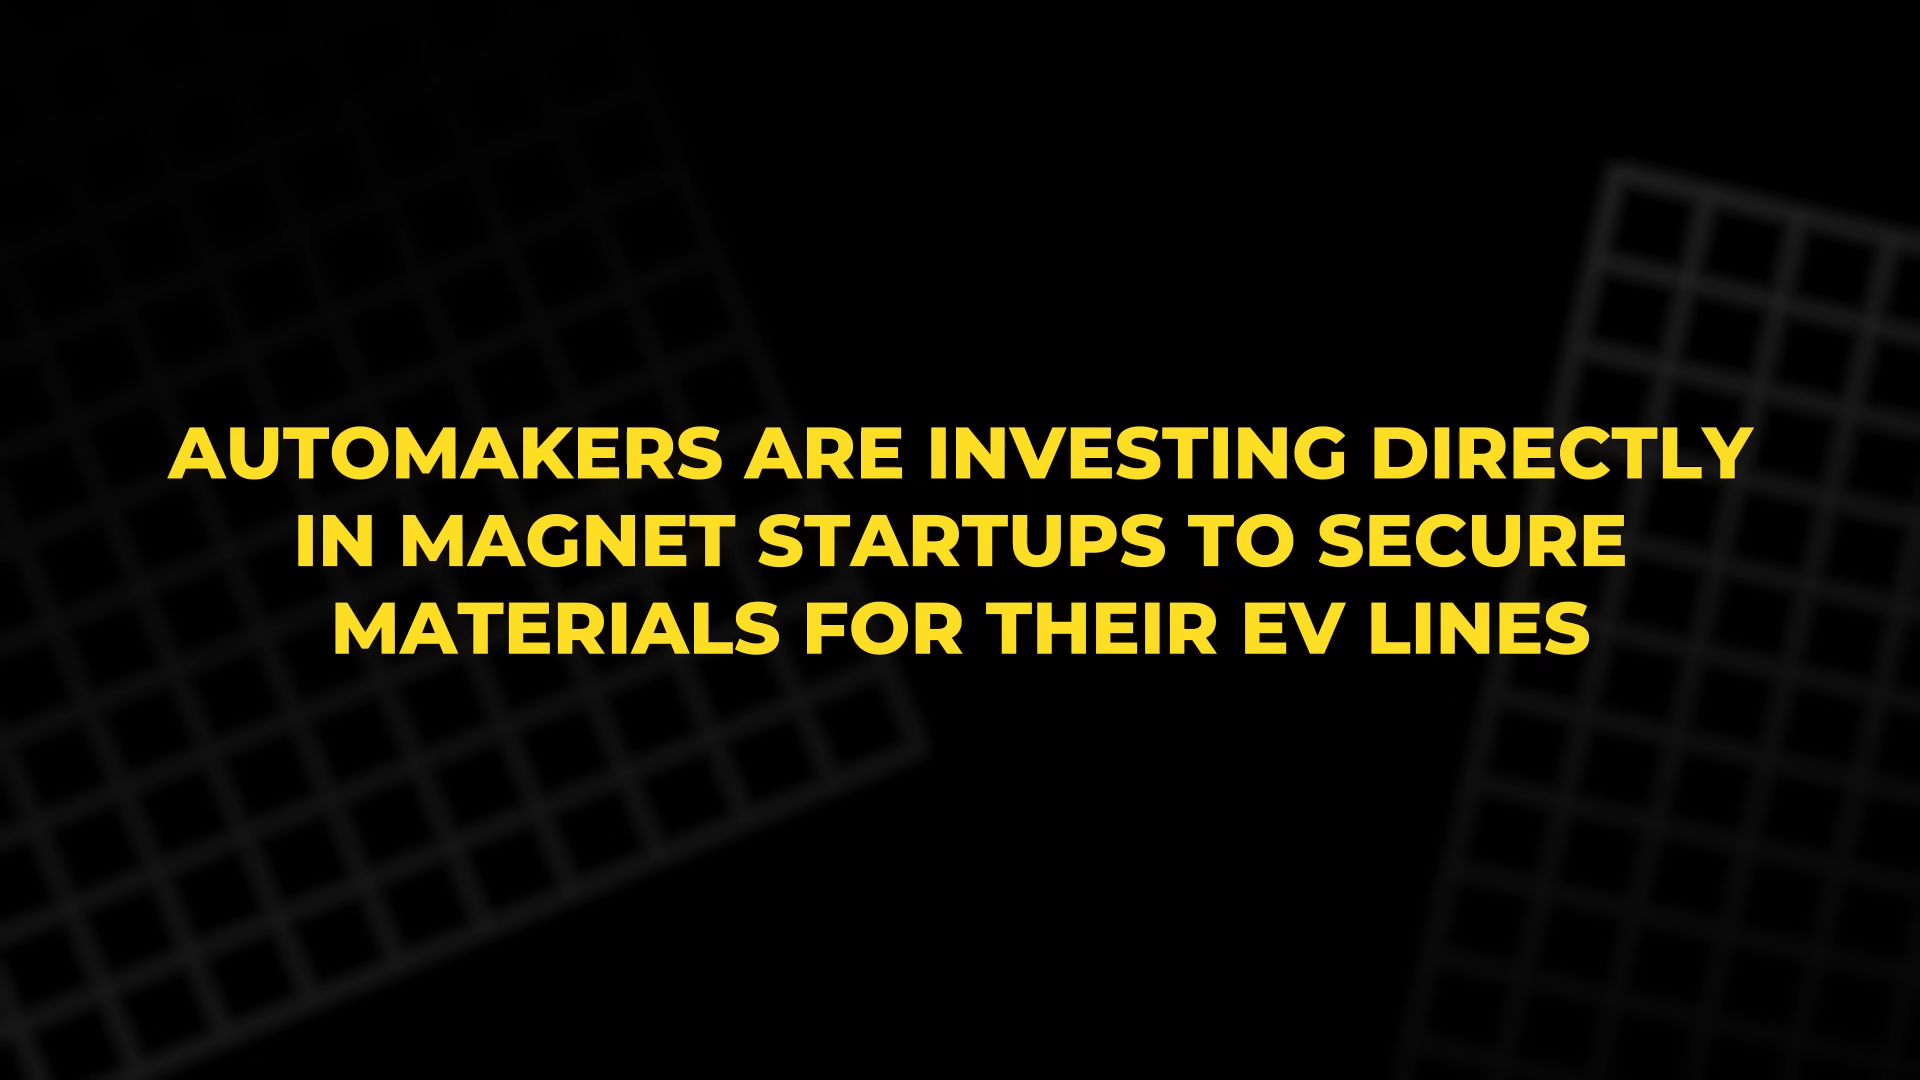 AUTOMAKERS ARE INVESTING DIRECTLY
IN MAGNET STARTUPS TO SECURE
MATERIALS FOR THEIR EV LINES